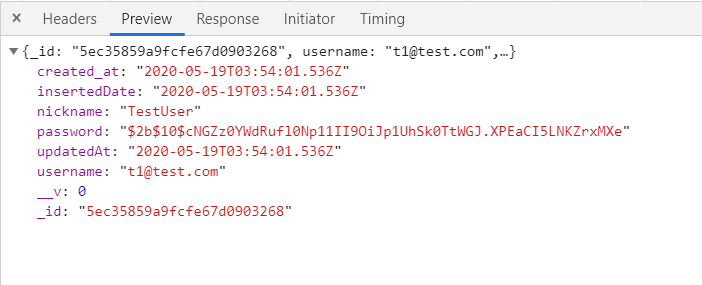 × Headers Preview Response Initiator Timing
▼{_id: "5ec35859a9fcfe67d0903268", username: "t1@test.com",…}
created_at: "2020-05-19T03:54:01.536Z"
insertedDate: "2020-05-19T03:54:01.536Z"
nickname: "TestUser"
password: "$2b$10$cNGZz0YWdRufl0Np11II9OiJp1UhSk0TtWGJ.XPEaCI5LNKZrxMXe"
updatedAt: "2020-05-19T03:54:01.536Z"
username: "t1@test.com"
__v: 0
_id: "5ec35859a9fcfe67d0903268"